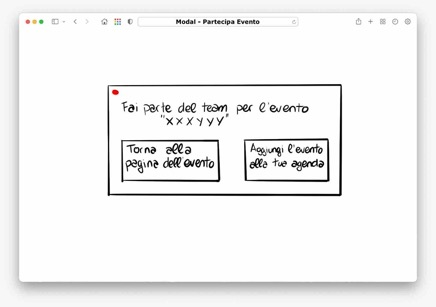 Modal - Partecipa Evento
Fai parte del team per l'evento
"XXXYYY"
Torna alla
pagina dell'evento
Aggiungi l'evento
alla tua agenda